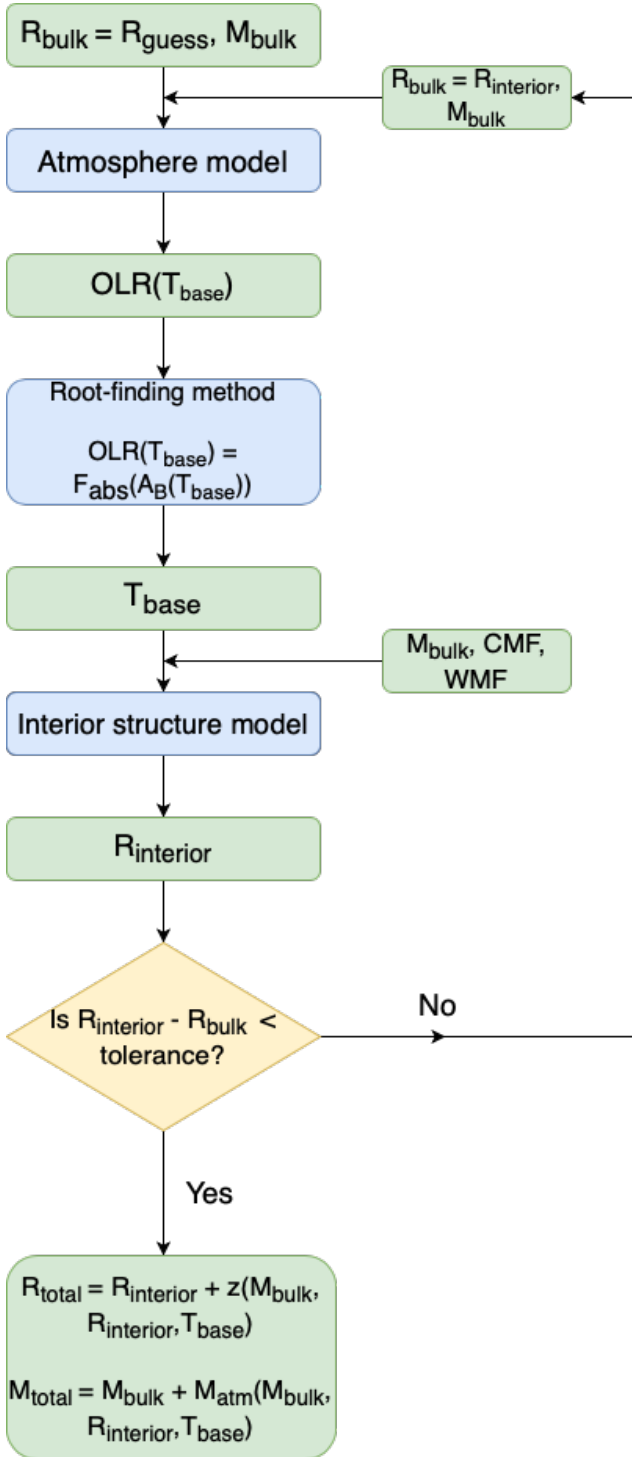 R_bulk = R_guess, M_bulk
R_bulk = R_interior,
M_bulk
Atmosphere model
OLR(T_base)
Root-finding method
OLR(T_base) =
F_abs(A_B(T_base))
T_base
M_bulk, CMF,
WMF
Interior structure model
R_interior
Is R_interior - R_bulk <
tolerance?
No
Yes
R_total = R_interior + z(M_bulk,
R_interior,T_base)
M_total = M_bulk + M_atm(M_bulk,
R_interior,T_base)